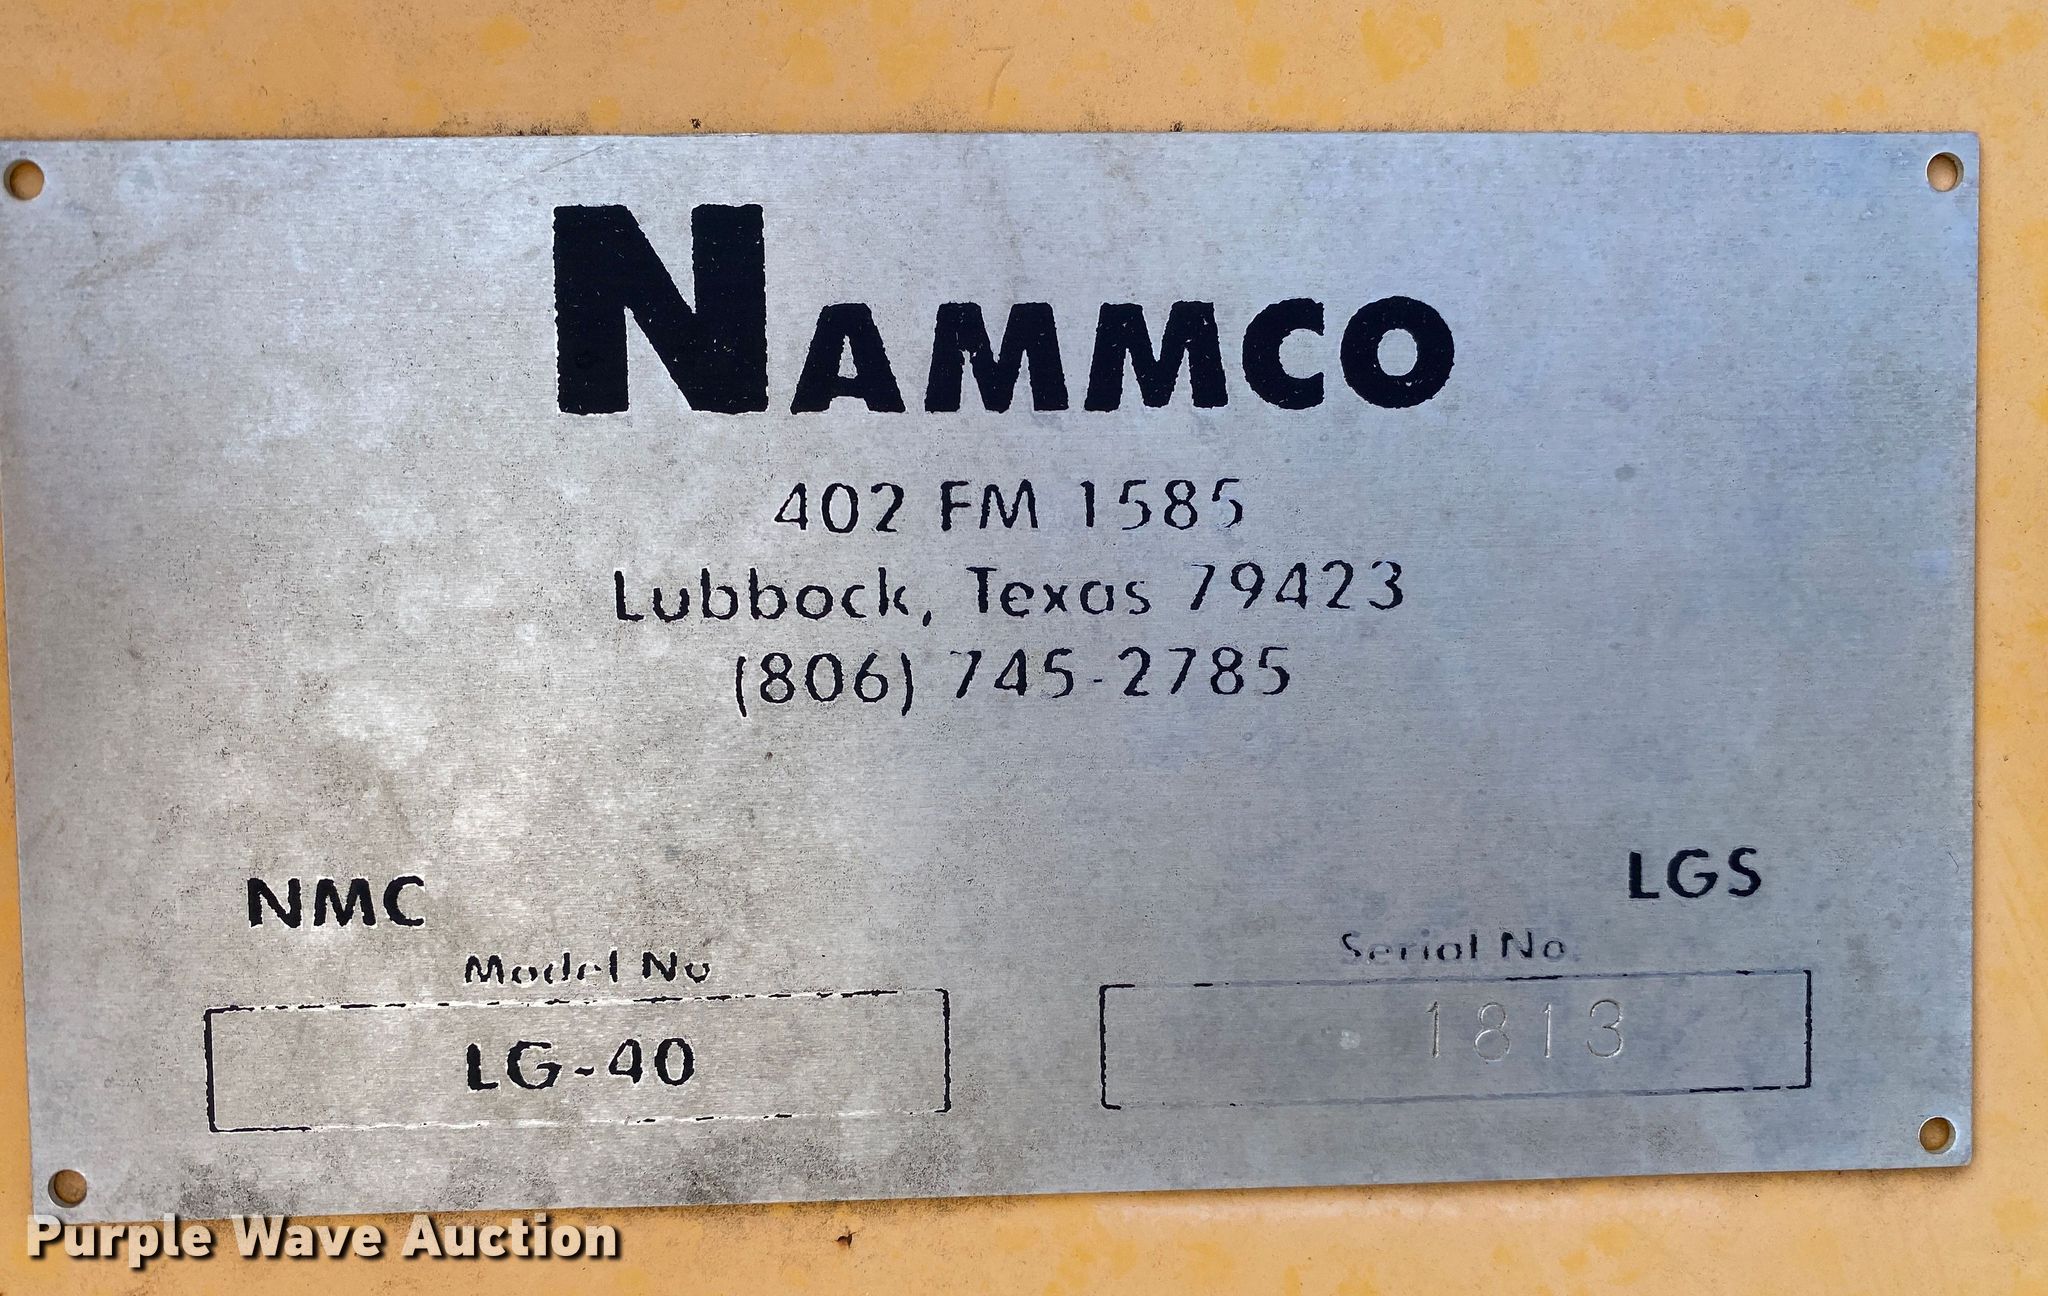 NAMMCO
402 FM 1585
Lubbock, Texas 79423
(806) 745-2785
NMC
LGS
Model No
Serial No.
LG-40
1813
Purple Wave Auction